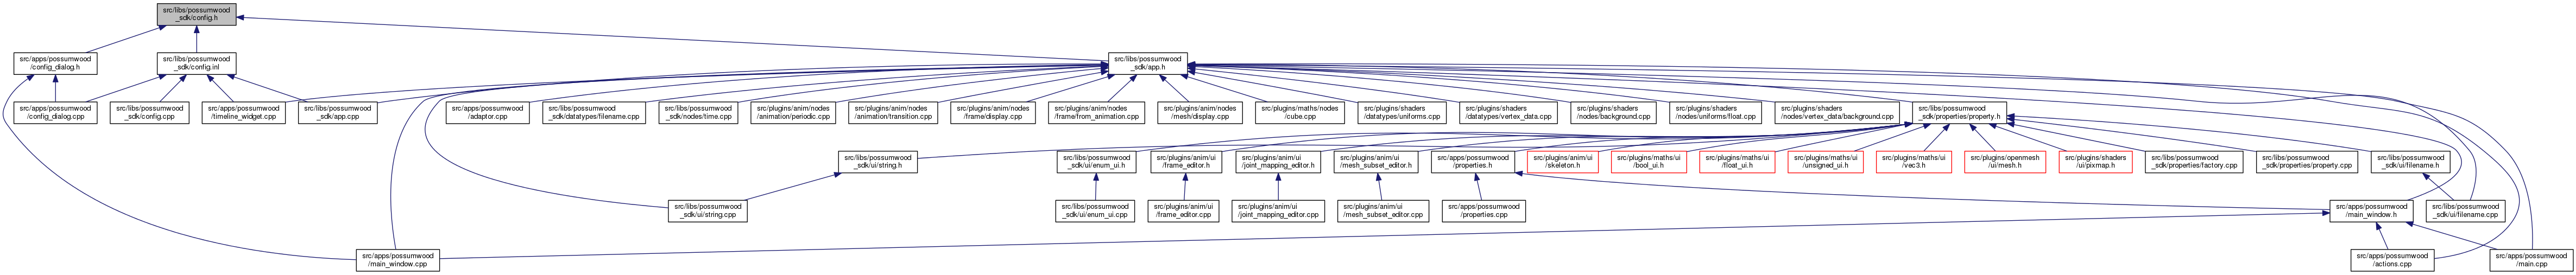 src/libs/possumwood
_sdk/config.h
src/apps/possumwood
/config_dialog.h
src/libs/possumwood
_sdk/config.inl
src/libs/possumwood
_sdk/app.h
src/apps/possumwood
/config_dialog.cpp
src/libs/possumwood
_sdk/config.cpp
src/apps/possumwood
/timeline_widget.cpp
src/libs/possumwood
_sdk/app.cpp
src/apps/possumwood
/adaptor.cpp
src/libs/possumwood
_sdk/datatypes/filename.cpp
src/libs/possumwood
_sdk/nodes/time.cpp
src/plugins/anim/nodes
/animation/periodic.cpp
src/plugins/anim/nodes
/animation/transition.cpp
src/plugins/anim/nodes
/frame/display.cpp
src/plugins/anim/nodes
/frame/from_animation.cpp
src/plugins/anim/nodes
/mesh/display.cpp
src/plugins/maths/nodes
/cube.cpp
src/plugins/shaders
/datatypes/uniforms.cpp
src/plugins/shaders
/datatypes/vertex_data.cpp
src/plugins/shaders
/nodes/background.cpp
src/plugins/shaders
/nodes/uniforms/float.cpp
src/plugins/shaders
/nodes/vertex_data/background.cpp
src/libs/possumwood
_sdk/properties/property.h
src/libs/possumwood
_sdk/ui/string.h
src/libs/possumwood
_sdk/ui/enum_ui.h
src/plugins/anim/ui
/frame_editor.h
src/plugins/anim/ui
/joint_mapping_editor.h
src/plugins/anim/ui
/mesh_subset_editor.h
src/apps/possumwood
/properties.h
src/plugins/anim/ui
/skeleton.h
src/plugins/maths/ui
/bool_ui.h
src/plugins/maths/ui
/float_ui.h
src/plugins/maths/ui
/unsigned_ui.h
src/plugins/maths/ui
/vec3.h
src/plugins/openmesh
/ui/mesh.h
src/plugins/shaders
/ui/pixmap.h
src/libs/possumwood
_sdk/properties/factory.cpp
src/libs/possumwood
_sdk/properties/property.cpp
src/libs/possumwood
_sdk/ui/filename.h
src/libs/possumwood
_sdk/ui/string.cpp
src/libs/possumwood
_sdk/ui/enum_ui.cpp
src/plugins/anim/ui
/frame_editor.cpp
src/plugins/anim/ui
/joint_mapping_editor.cpp
src/plugins/anim/ui
/mesh_subset_editor.cpp
src/apps/possumwood
/properties.cpp
src/apps/possumwood
/main_window.h
src/libs/possumwood
_sdk/ui/filename.cpp
src/apps/possumwood
/main_window.cpp
src/apps/possumwood
/actions.cpp
src/apps/possumwood
/main.cpp